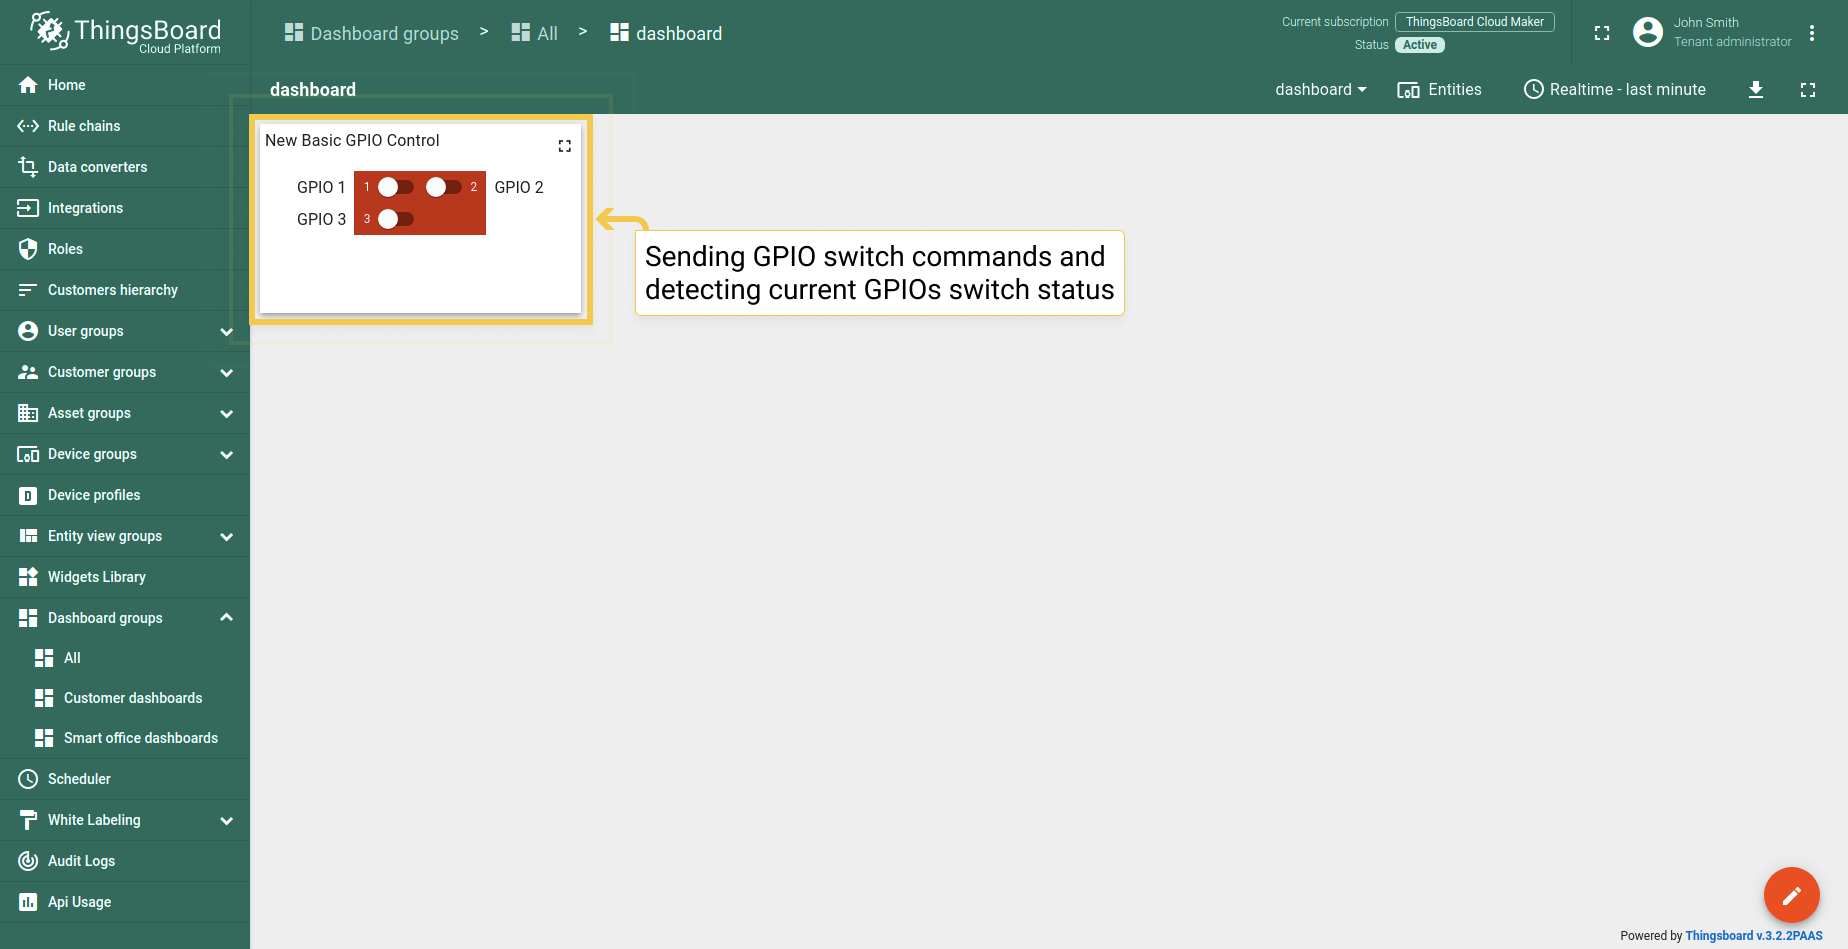 ThingsBoard
Cloud Platform
Dashboard groups > All > dashboard
Current subscription ThingsBoard Cloud Maker
Status Active
John Smith
Tenant administrator
dashboard
dashboard
Entities
Realtime - last minute
Home
Rule chains
Data converters
Integrations
Roles
Customers hierarchy
User groups
Customer groups
Asset groups
Device groups
Device profiles
Entity view groups
Widgets Library
Dashboard groups
All
Customer dashboards
Smart office dashboards
Scheduler
White Labeling
Audit Logs
Api Usage
New Basic GPIO Control
GPIO 1 1 2 GPIO 2
GPIO 3 3
Sending GPIO switch commands and
detecting current GPIOs switch status
Powered by Thingsboard v.3.2.2PAAS